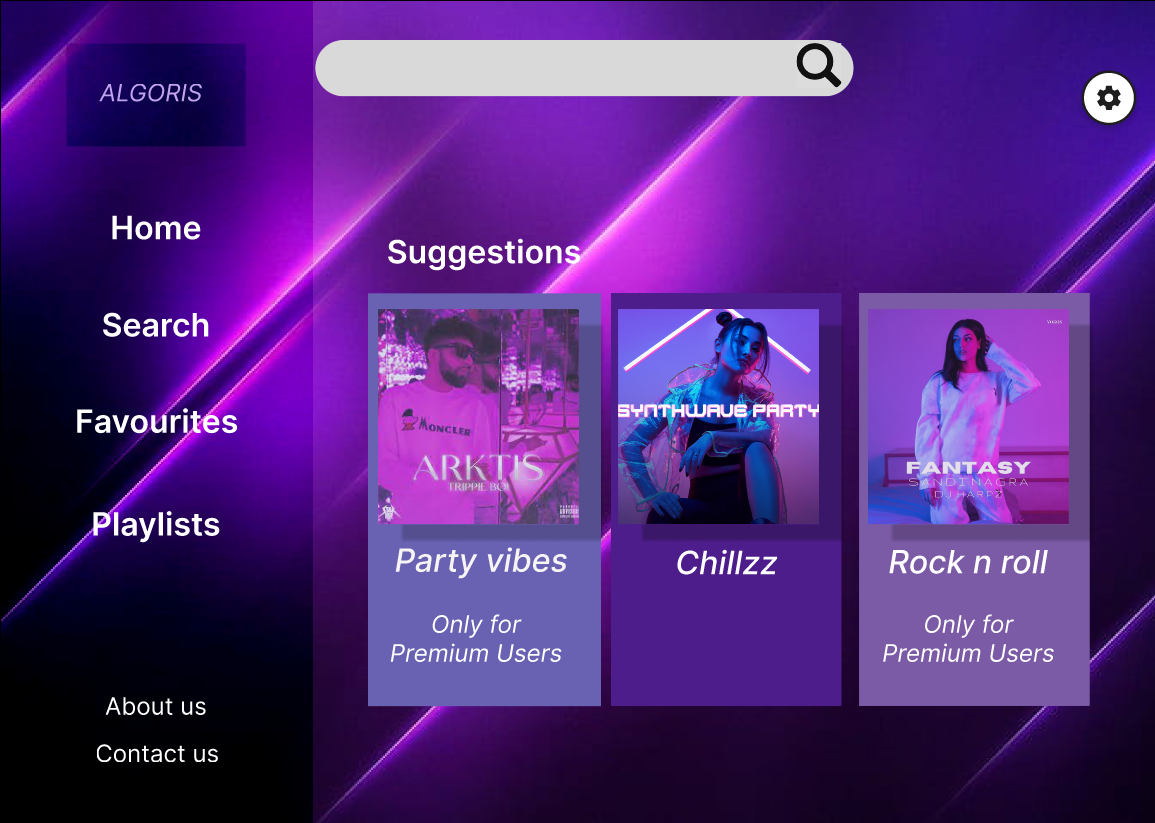 ALGORIS
Home
Search
Favourites
Playlists
About us
Contact us
Suggestions
MONCLER
ARKTIS
TRIPPIE BOI
Party vibes
Only for
Premium Users
SYNTHWAVE PARTY
Chillzz
FANTASY
SANDINAGRA
DJ HARPZ
Rock n roll
Only for
Premium Users